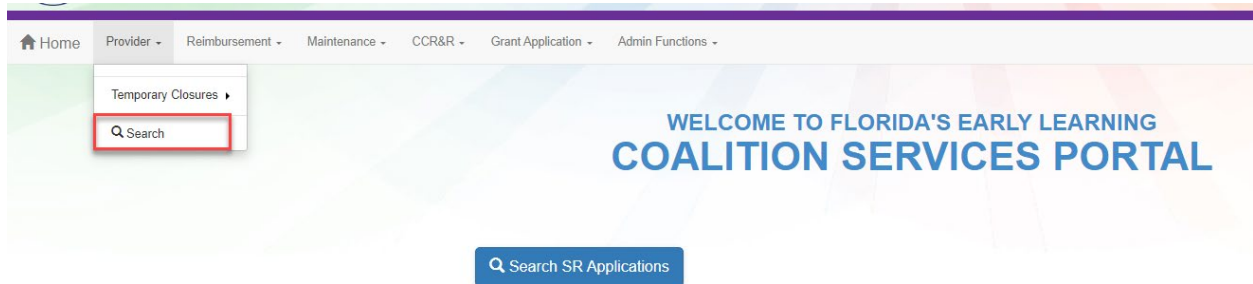 Home Provider Reimbursement Maintenance CCR&R Grant Application Admin Functions
Temporary Closures
Search
WELCOME TO FLORIDA'S EARLY LEARNING
COALITION SERVICES PORTAL
Search SR Applications